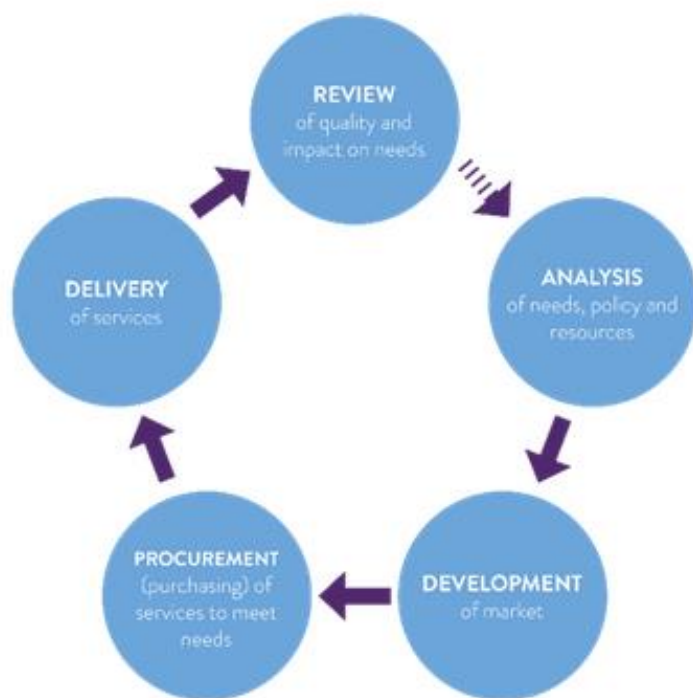 REVIEW
of quality and
impact on needs
ANALYSIS
of needs, policy and
resources
DEVELOPMENT
of market
PROCUREMENT
(purchasing) of
services to meet
needs
DELIVERY
of services